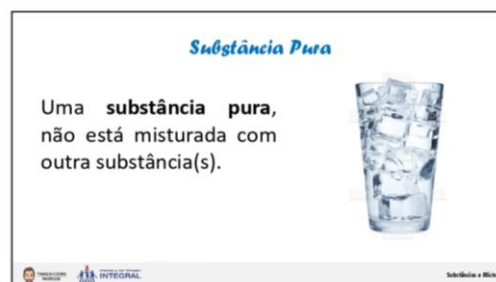 Substância Pura
Uma substância pura,
não está misturada com
outra substância(s).
INTEGRAL